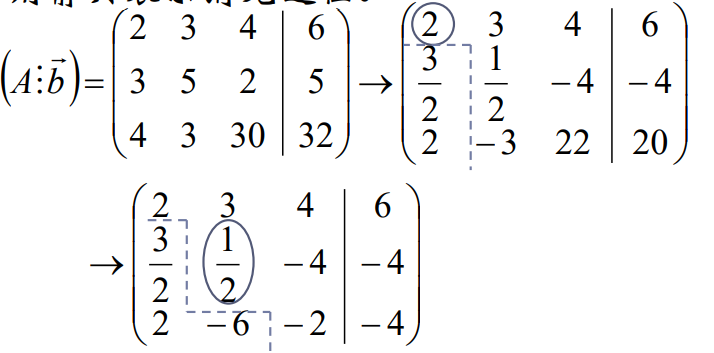 (A⋮b⃗)= ( 2 3 4 | 6 ; 3 5 2 | 5 ; 4 3 30 | 32 ) → ( 2 3 4 | 6 ; 3/2 1/2 −4 | −4 ; 2 −3 22 | 20 )
→ ( 2 3 4 | 6 ; 3/2 1/2 −4 | −4 ; 2 −6 −2 | −4 )